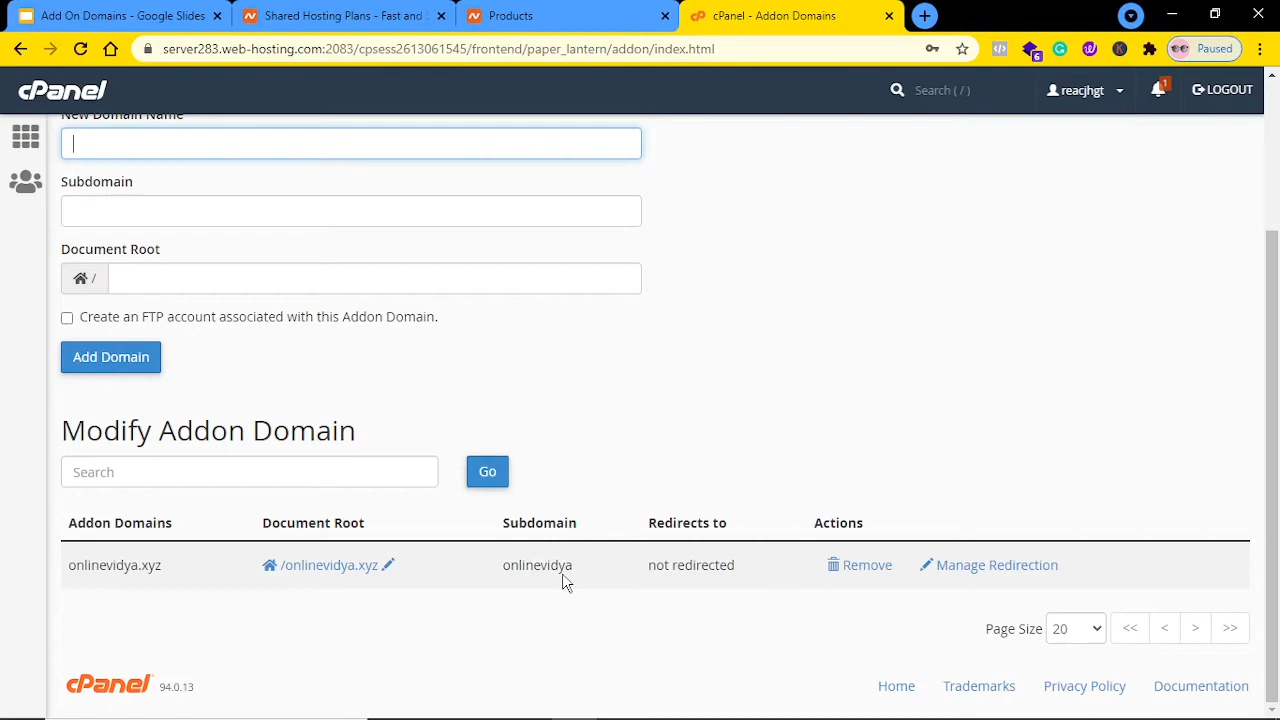 Add On Domains - Google Slides
Shared Hosting Plans - Fast and S
Products
cPanel - Addon Domains
server283.web-hosting.com:2083/cpsess2613061545/frontend/paper_lantern/addon/index.html
6
Paused
cPanel
Search ( / )
reacjhgt
1
LOGOUT
New Domain Name
Subdomain
Document Root
/
Create an FTP account associated with this Addon Domain.
Add Domain
Modify Addon Domain
Search
Go
Addon Domains Document Root Subdomain Redirects to Actions
onlinevidya.xyz /onlinevidya.xyz onlinevidya not redirected Remove Manage Redirection
Page Size 20 << < > >>
cPanel 94.0.13 Home Trademarks Privacy Policy Documentation